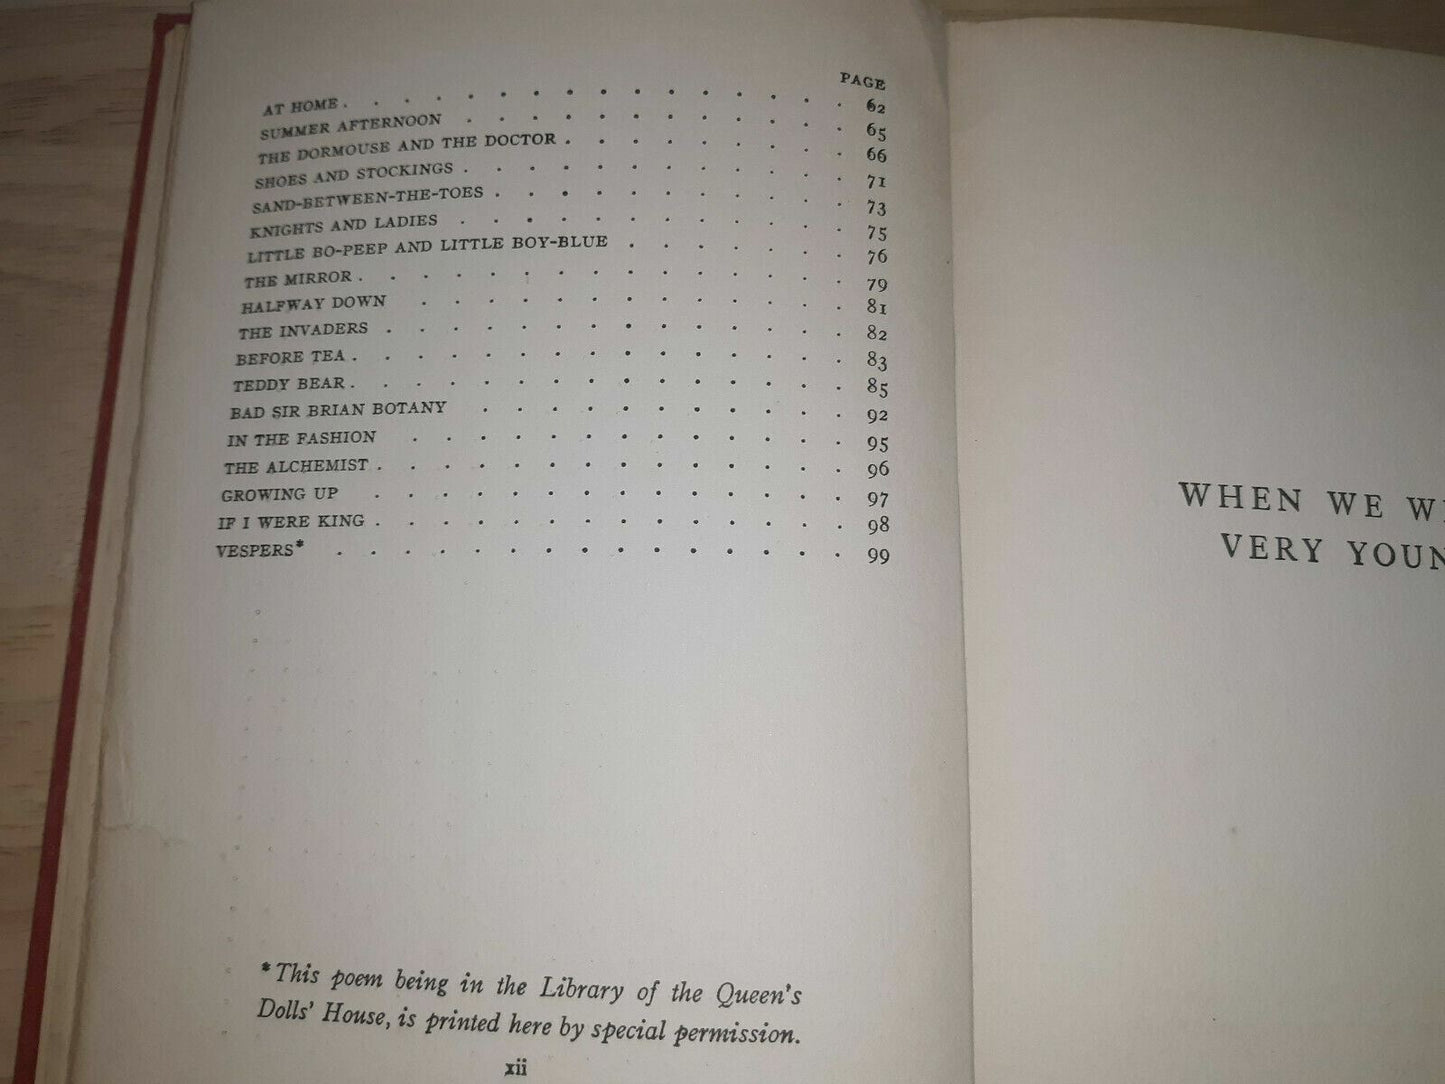 PAGE
AT HOME . . . . . . . . . . . . . . . 62
SUMMER AFTERNOON . . . . . . . . . . . . 65
THE DORMOUSE AND THE DOCTOR . . . . . . . . . 66
SHOES AND STOCKINGS . . . . . . . . . . . . 71
SAND-BETWEEN-THE-TOES . . . . . . . . . . . 73
KNIGHTS AND LADIES . . . . . . . . . . . . 75
LITTLE BO-PEEP AND LITTLE BOY-BLUE . . . . . . . 76
THE MIRROR . . . . . . . . . . . . . . . 79
HALFWAY DOWN . . . . . . . . . . . . . 81
THE INVADERS . . . . . . . . . . . . . . 82
BEFORE TEA . . . . . . . . . . . . . . . 83
TEDDY BEAR . . . . . . . . . . . . . . . 85
BAD SIR BRIAN BOTANY . . . . . . . . . . . 92
IN THE FASHION . . . . . . . . . . . . . 95
THE ALCHEMIST . . . . . . . . . . . . . . 96
GROWING UP . . . . . . . . . . . . . . 97
IF I WERE KING . . . . . . . . . . . . . . 98
VESPERS* . . . . . . . . . . . . . . . 99
*This poem being in the Library of the Queen's
Dolls' House, is printed here by special permission.
xii
WHEN WE
VERY YOUN